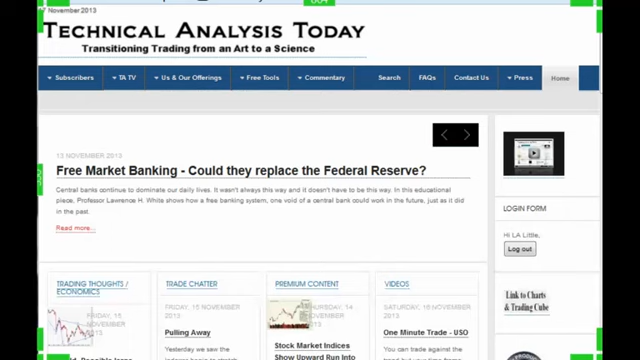 November 2013
TECHNICAL ANALYSIS TODAY
Transitioning Trading from an Art to a Science
Subscribers
TA TV
Us & Our Offerings
Free Tools
Commentary
Search
FAQs
Contact Us
Press
Home
13 NOVEMBER 2013
Free Market Banking - Could they replace the Federal Reserve?
Central banks continue to dominate our daily lives. It wasn't always this way and it doesn't have to be this way. In this educational
piece, Professor Lawrence H. White shows how a free banking system, one void of a central bank could work in the future, just as it did
in the past.
Read more...
LOGIN FORM
Hi LA Little,
Log out
Link to Charts
& Trading Cube
TRADING THOUGHTS /
ECONOMICS
FRIDAY, 15
NOVEMBER
2013
TRADE CHATTER
FRIDAY, 15 NOVEMBER
2013
Pulling Away
Yesterday we saw the
PREMIUM CONTENT
THURSDAY, 14
NOVEMBER
2013
Stock Market Indices
Show Upward Run Into
VIDEOS
SATURDAY, 16 NOVEMBER
2013
One Minute Trade - USO
You can trade against the